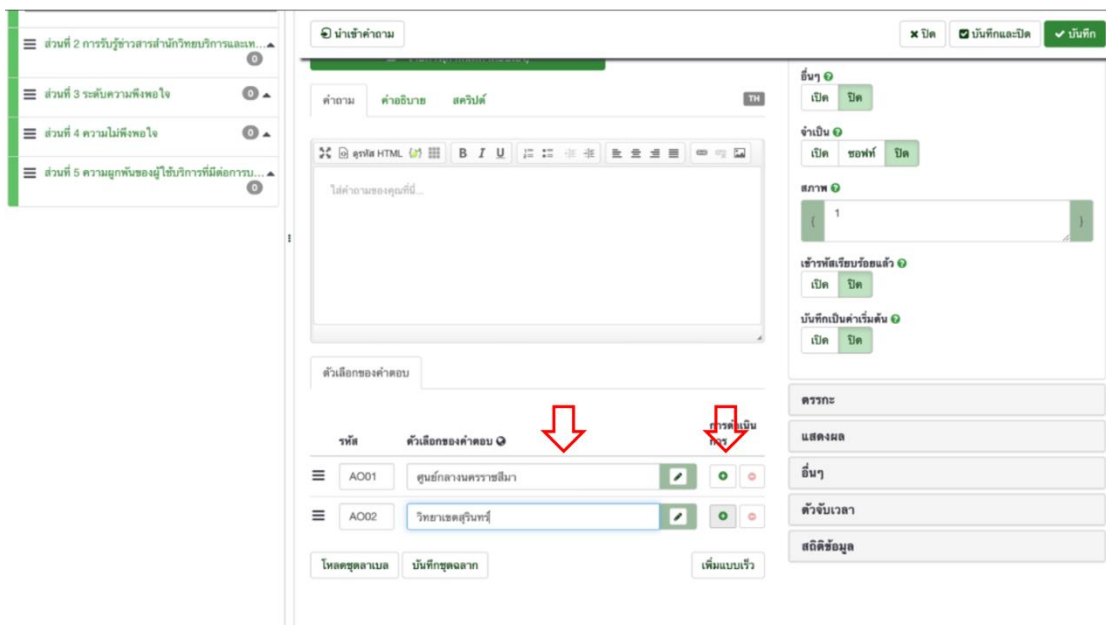 ส่วนที่ 2 การรับรู้ข่าวสารสำนักวิทยบริการและเท...
0
ส่วนที่ 3 ระดับความพึงพอใจ 0
ส่วนที่ 4 ความไม่พึงพอใจ 0
ส่วนที่ 5 ความผูกพันของผู้ใช้บริการที่มีต่อการบ...
0
นำเข้าคำถาม
ปิด บันทึกและปิด บันทึก
คำถาม คำอธิบาย สคริปต์ TH
ดูรหัส HTML B I U
ใส่คำถามของคุณที่นี่...
ตัวเลือกของคำตอบ
รหัส ตัวเลือกของคำตอบ การดำเนิน
การ
AO01 ศูนย์กลางนครราชสีมา
AO02 วิทยาเขตสุรินทร์
โหลดชุดลาเบล บันทึกชุดฉลาก เพิ่มแบบเร็ว
อื่นๆ
เปิด ปิด
จำเป็น
เปิด ซอฟท์ ปิด
สภาพ
{ 1 }
เข้ารหัสเรียบร้อยแล้ว
เปิด ปิด
บันทึกเป็นค่าเริ่มต้น
เปิด ปิด
ตรรกะ
แสดงผล
อื่นๆ
ตัวจับเวลา
สถิติข้อมูล